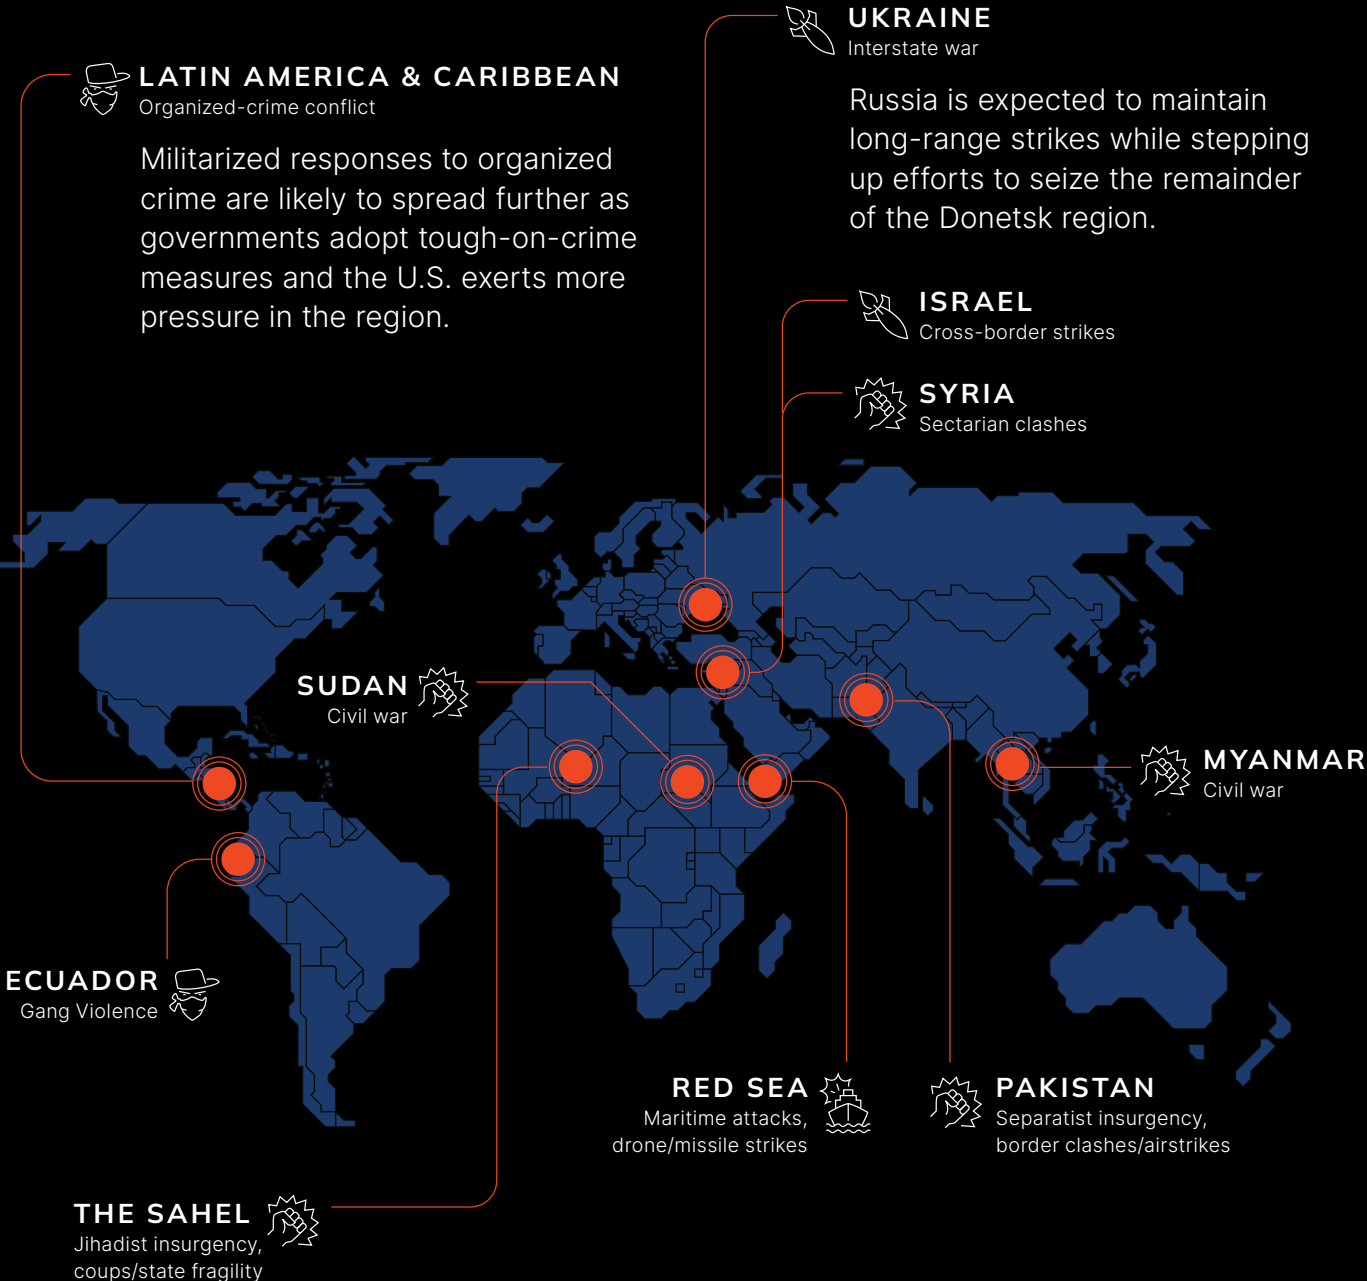 UKRAINE
Interstate war
Russia is expected to maintain
long-range strikes while stepping
up efforts to seize the remainder
of the Donetsk region.
LATIN AMERICA & CARIBBEAN
Organized-crime conflict
Militarized responses to organized
crime are likely to spread further as
governments adopt tough-on-crime
measures and the U.S. exerts more
pressure in the region.
ISRAEL
Cross-border strikes
SYRIA
Sectarian clashes
SUDAN
Civil war
MYANMAR
Civil war
ECUADOR
Gang Violence
RED SEA
Maritime attacks,
drone/missile strikes
PAKISTAN
Separatist insurgency,
border clashes/airstrikes
THE SAHEL
Jihadist insurgency,
coups/state fragility